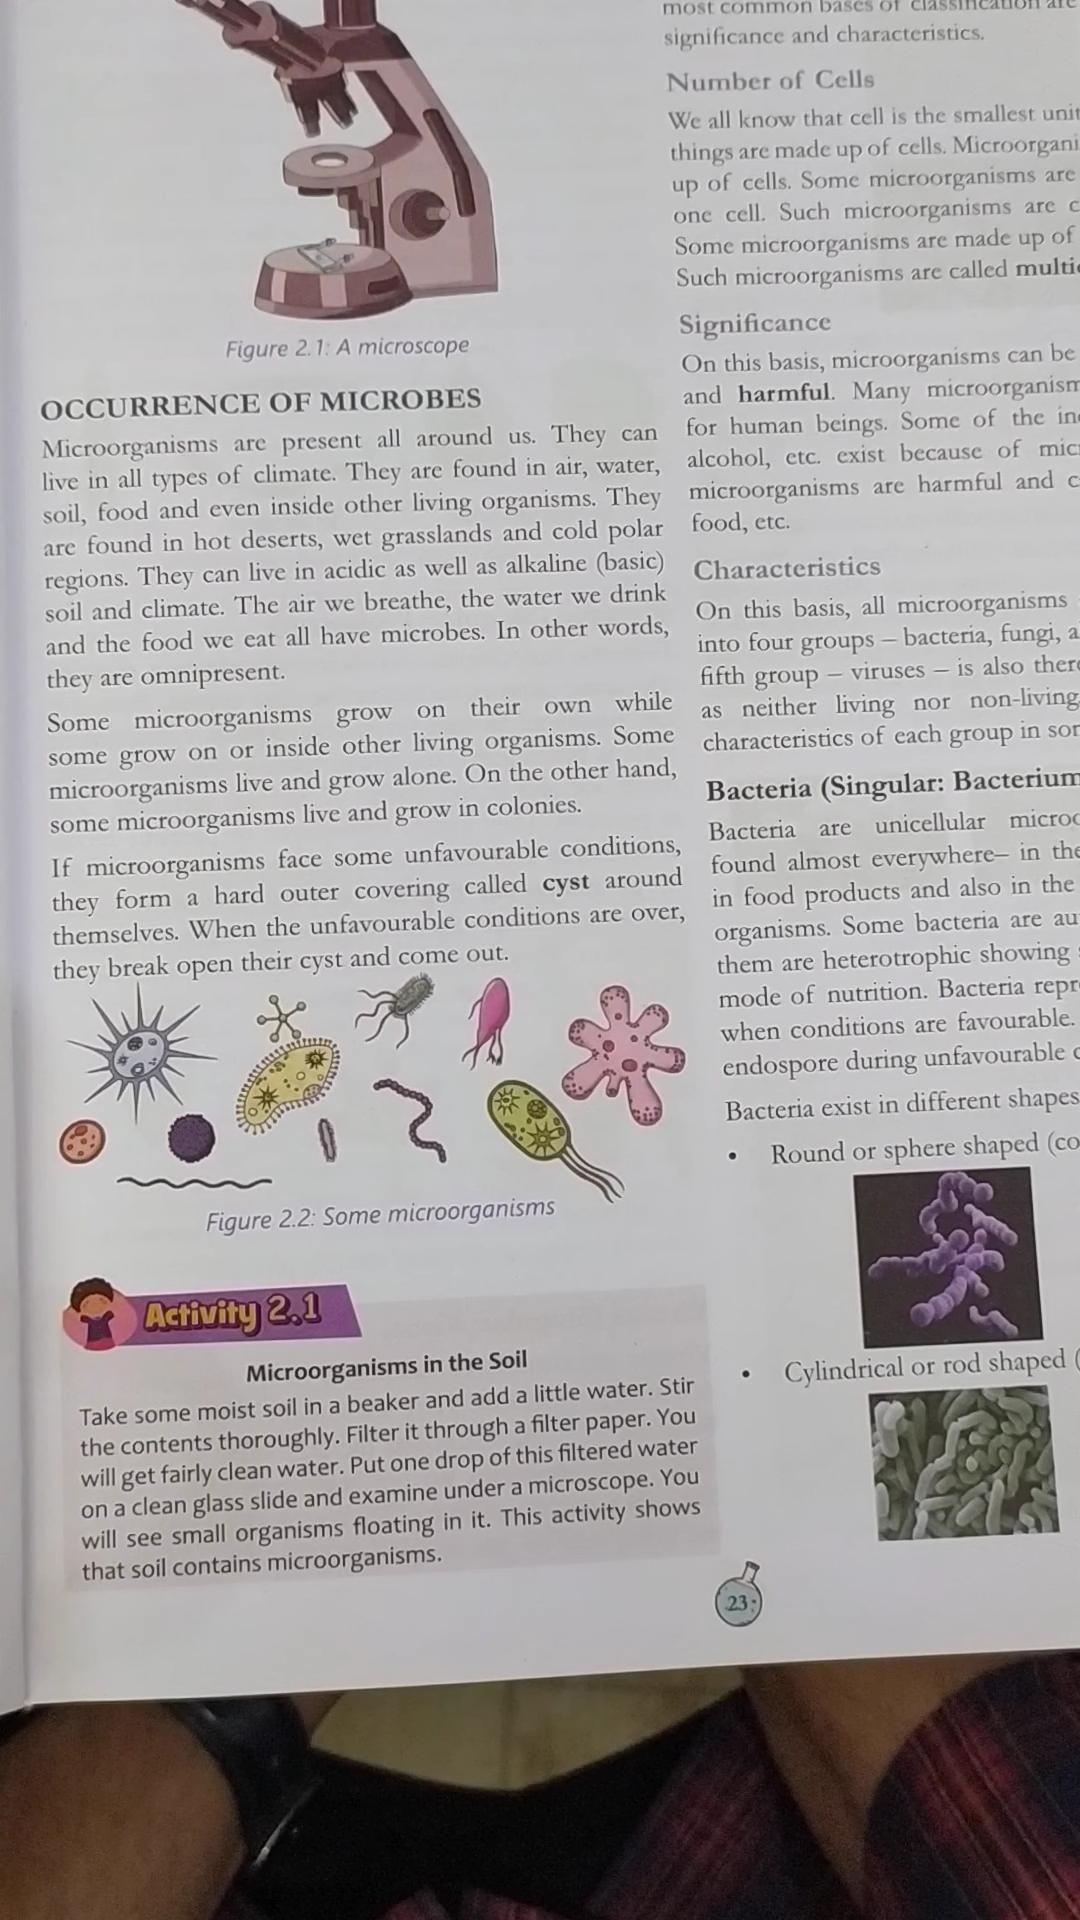 Figure 2.1: A microscope
OCCURRENCE OF MICROBES
Microorganisms are present all around us. They can
live in all types of climate. They are found in air, water,
soil, food and even inside other living organisms. They
are found in hot deserts, wet grasslands and cold polar
regions. They can live in acidic as well as alkaline (basic)
soil and climate. The air we breathe, the water we drink
and the food we eat all have microbes. In other words,
they are omnipresent.
Some microorganisms grow on their own while
some grow on or inside other living organisms. Some
microorganisms live and grow alone. On the other hand,
some microorganisms live and grow in colonies.
If microorganisms face some unfavourable conditions,
they form a hard outer covering called cyst around
themselves. When the unfavourable conditions are over,
they break open their cyst and come out.
Figure 2.2: Some microorganisms
Activity 2.1
Microorganisms in the Soil
Take some moist soil in a beaker and add a little water. Stir
the contents thoroughly. Filter it through a filter paper. You
will get fairly clean water. Put one drop of this filtered water
on a clean glass slide and examine under a microscope. You
will see small organisms floating in it. This activity shows
that soil contains microorganisms.
most common bases of classification are
significance and characteristics.
Number of Cells
We all know that cell is the smallest unit
things are made up of cells. Microorgani
up of cells. Some microorganisms are
one cell. Such microorganisms are c
Some microorganisms are made up of
Such microorganisms are called multi
Significance
On this basis, microorganisms can be
and harmful. Many microorganism
for human beings. Some of the in
alcohol, etc. exist because of mic
microorganisms are harmful and c
food, etc.
Characteristics
On this basis, all microorganisms
into four groups – bacteria, fungi, a
fifth group – viruses – is also there
as neither living nor non-living
characteristics of each group in som
Bacteria (Singular: Bacterium
Bacteria are unicellular microo
found almost everywhere– in the
in food products and also in the
organisms. Some bacteria are au
them are heterotrophic showing
mode of nutrition. Bacteria repr
when conditions are favourable.
endospore during unfavourable c
Bacteria exist in different shapes
• Round or sphere shaped (co
• Cylindrical or rod shaped (
23